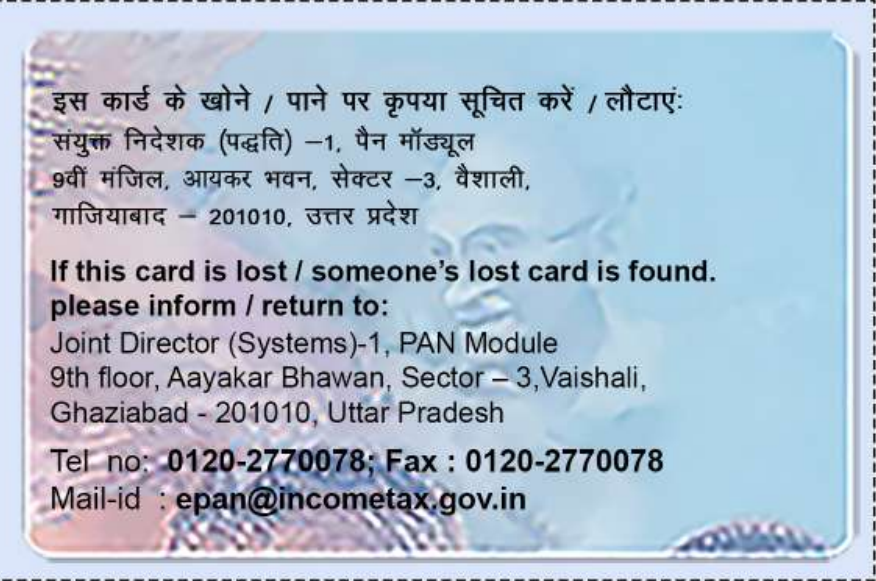 इस कार्ड के खोने / पाने पर कृपया सूचित करें / लौटाएं:
संयुक्त निदेशक (पद्धति) –1, पैन मॉड्यूल
9वीं मंजिल, आयकर भवन, सेक्टर –3, वैशाली,
गाजियाबाद – 201010, उत्तर प्रदेश
If this card is lost / someone's lost card is found.
please inform / return to:
Joint Director (Systems)-1, PAN Module
9th floor, Aayakar Bhawan, Sector – 3,Vaishali,
Ghaziabad - 201010, Uttar Pradesh
Tel no: 0120-2770078; Fax : 0120-2770078
Mail-id : epan@incometax.gov.in